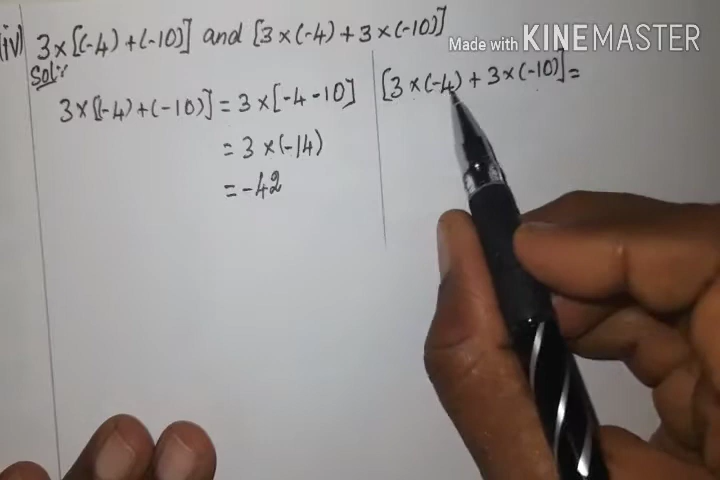 Made with KINEMASTER
(iv) 3×[(-4)+(-10)] and [3×(-4)+3×(-10)]
Sol:
3×[(-4)+(-10)] = 3×[-4-10]
= 3×(-14)
= -42
[3×(-4)+3×(-10)] =